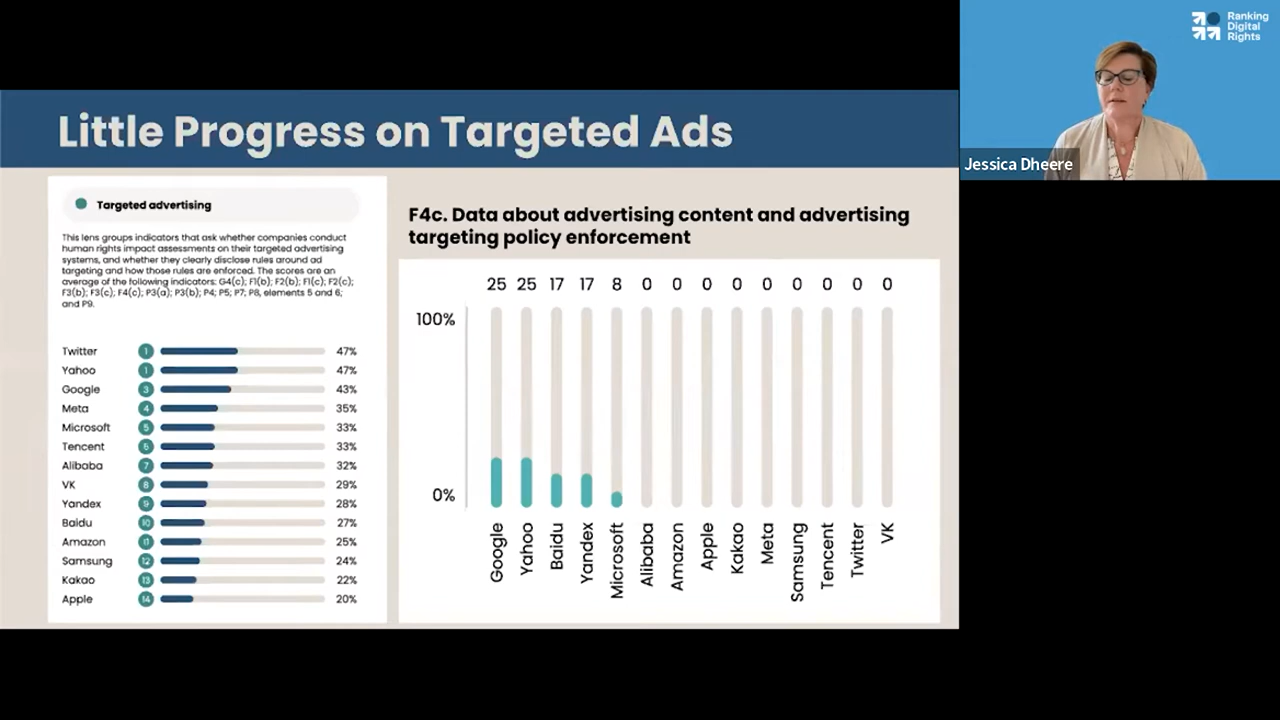 Ranking
Digital
Rights
Jessica Dheere
Little Progress on Targeted Ads
Targeted advertising
This lens groups indicators that ask whether companies conduct
human rights impact assessments on their targeted advertising
systems, and whether they clearly disclose rules around ad
targeting and how those rules are enforced. The scores are an
average of the following indicators: G4(c); F1(b); F2(b); F1(c); F2(c);
F3(b); F3(c); F4(c); P3(a); P3(b); P4; P5; P7; P8, elements 5 and 6;
and P9.
Twitter 1 47%
Yahoo 1 47%
Google 3 43%
Meta 4 35%
Microsoft 5 33%
Tencent 6 33%
Alibaba 7 32%
VK 8 29%
Yandex 9 28%
Baidu 10 27%
Amazon 11 25%
Samsung 12 24%
Kakao 13 22%
Apple 14 20%
F4c. Data about advertising content and advertising
targeting policy enforcement
25 25 17 17 8 0 0 0 0 0 0 0 0 0
100%
0%
Google
Yahoo
Baidu
Yandex
Microsoft
Alibaba
Amazon
Apple
Kakao
Meta
Samsung
Tencent
Twitter
VK